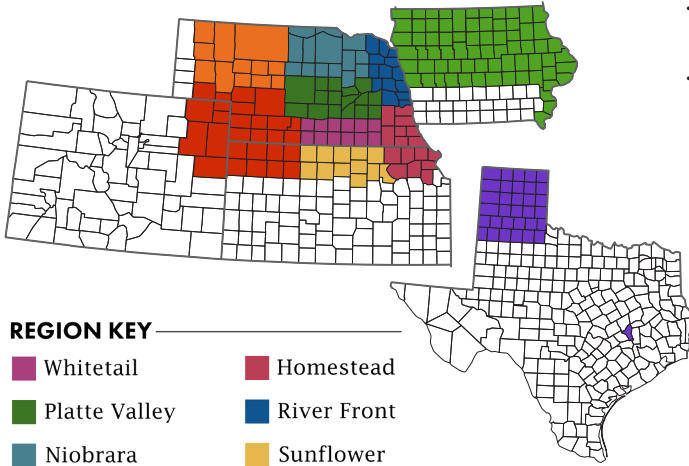 REGION KEY
Whitetail
Homestead
Platte Valley
River Front
Niobrara
Sunflower